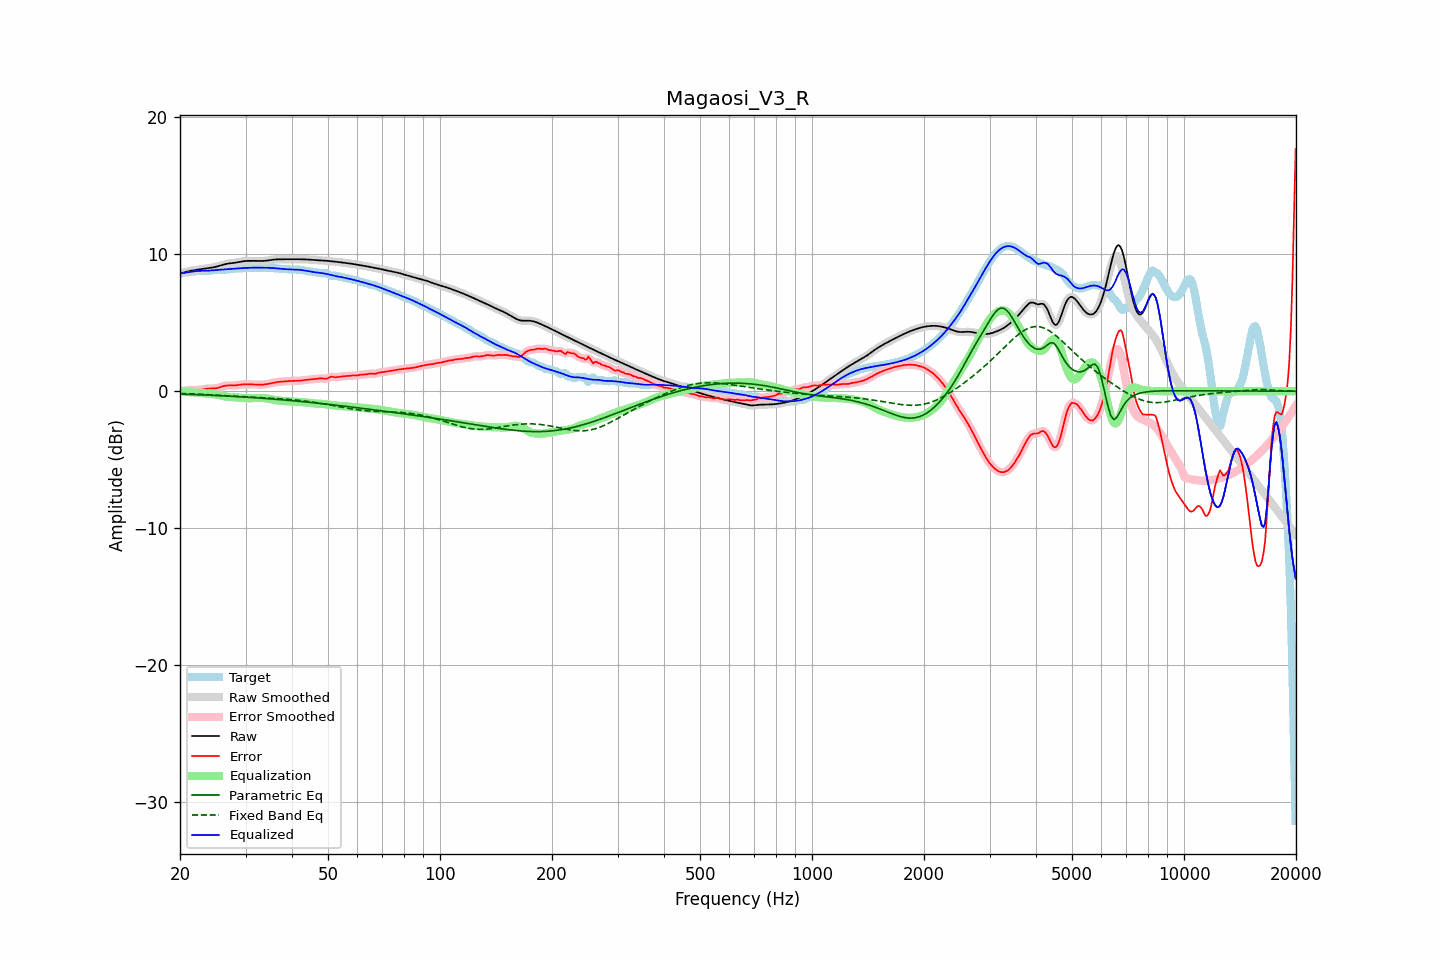 Magaosi_V3_R
20
10
0
−10
−20
−30
Amplitude (dBr)
Target
Raw Smoothed
Error Smoothed
Raw
Error
Equalization
Parametric Eq
Fixed Band Eq
Equalized
20 50 100 200 500 1000 2000 5000 10000 20000
Frequency (Hz)